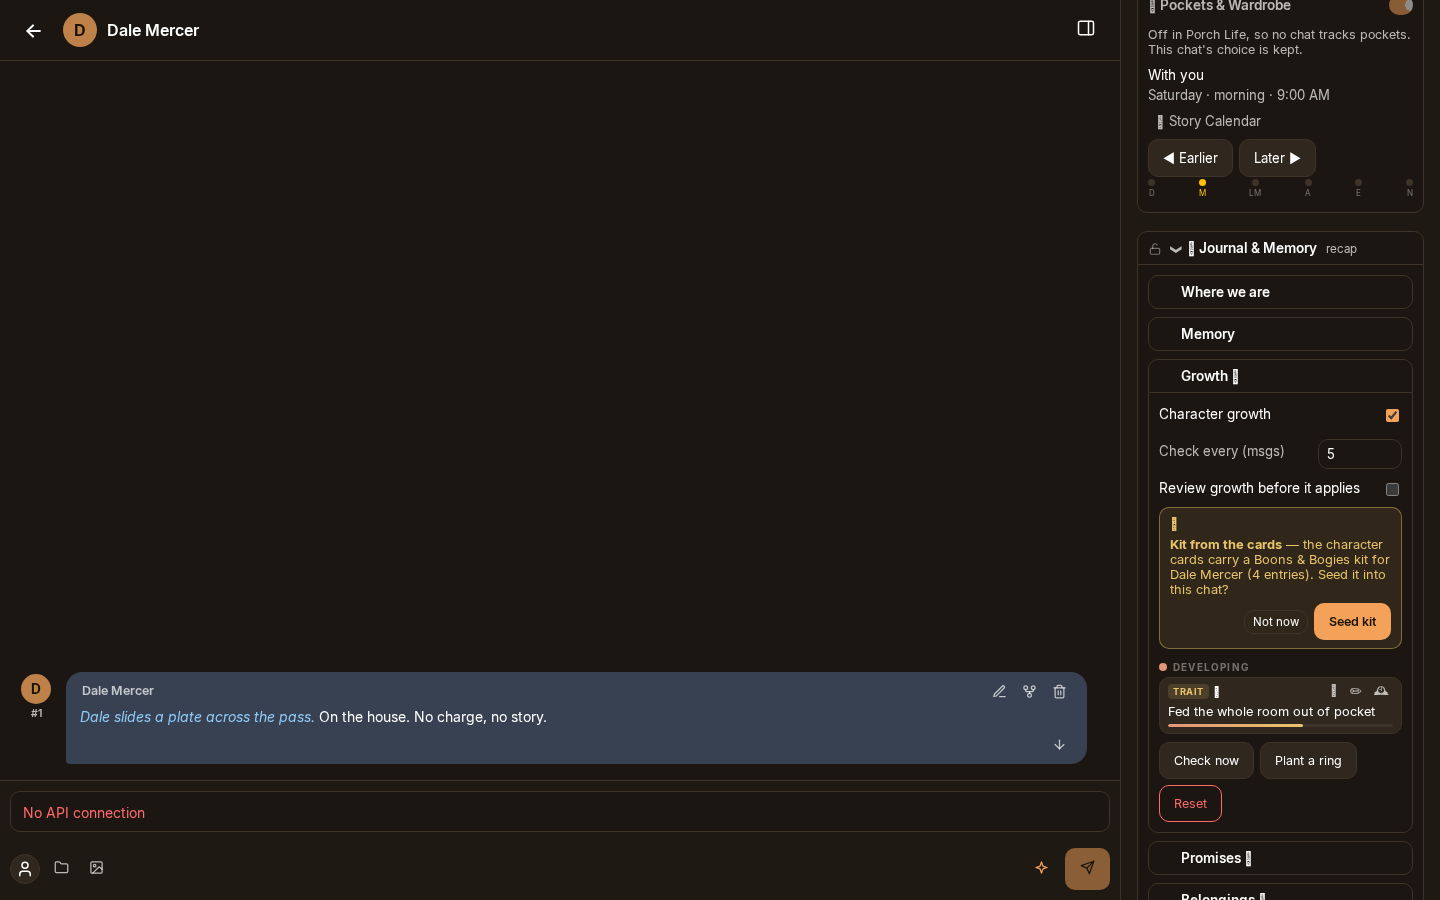 D
Dale Mercer
Dale Mercer
Dale slides a plate across the pass. On the house. No charge, no story.
D
#1
No API connection
Pockets & Wardrobe
Off in Porch Life, so no chat tracks pockets.
This chat's choice is kept.
With you
Saturday · morning · 9:00 AM
Story Calendar
◀ Earlier
Later ▶
D
M
LM
A
E
N
Journal & Memory recap
Where we are
Memory
Growth
Character growth
Check every (msgs)
5
Review growth before it applies
Kit from the cards — the character
cards carry a Boons & Bogies kit for
Dale Mercer (4 entries). Seed it into
this chat?
Not now
Seed kit
DEVELOPING
TRAIT
Fed the whole room out of pocket
Check now
Plant a ring
Reset
Promises
Belongings